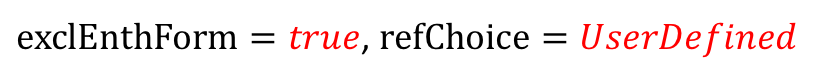 exclEnthForm = true, refChoice = UserDefined